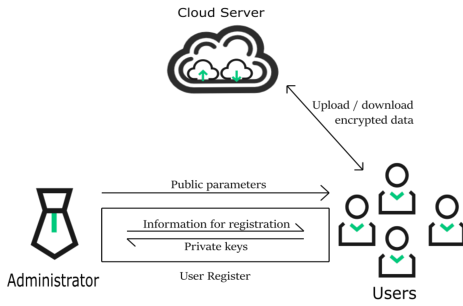 Cloud Server
Upload / download
encrypted data
Public parameters
Information for registration
Private keys
User Register
Administrator
Users